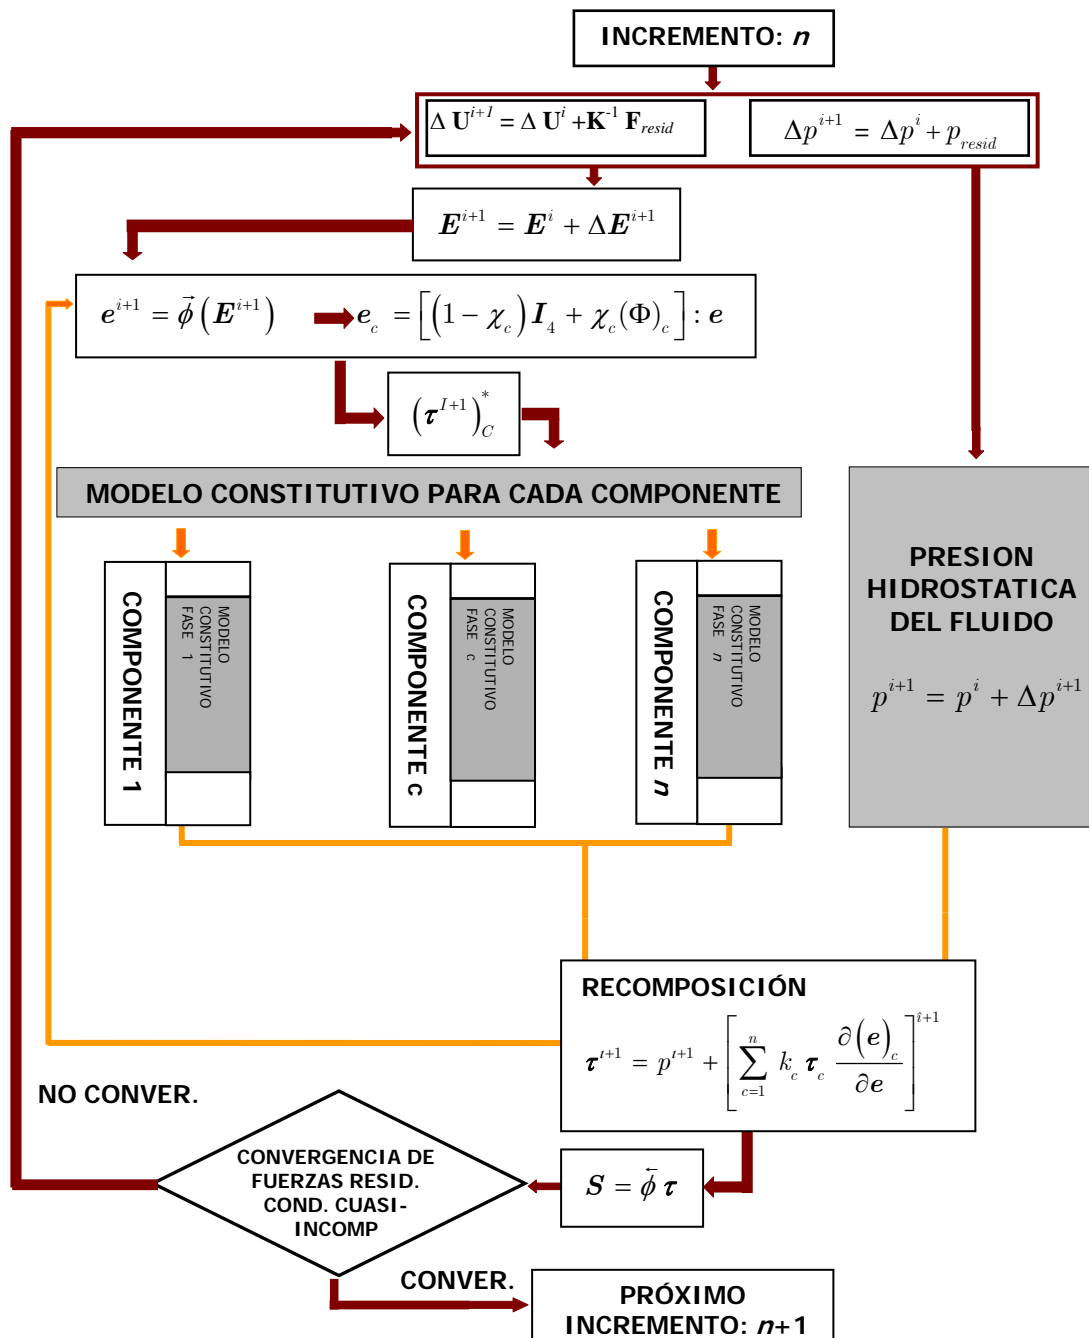 INCREMENTO: n
Δ U^{i+1} = Δ U^i +K^{-1} F_{resid}
Δp^{i+1} = Δp^i + p_{resid}
E^{i+1} = E^i + ΔE^{i+1}
e^{i+1} = \vec{ϕ}(E^{i+1}) e_c = [(1 − χ_c) I_4 + χ_c(Φ)_c] : e
(τ^{I+1})^*_C
MODELO CONSTITUTIVO PARA CADA COMPONENTE
COMPONENTE 1
MODELO
CONSTITUTIVO
FASE 1
COMPONENTE c
MODELO
CONSTITUTIVO
FASE c
COMPONENTE n
MODELO
CONSTITUTIVO
FASE n
PRESION
HIDROSTATICA
DEL FLUIDO
p^{i+1} = p^i + Δp^{i+1}
RECOMPOSICIÓN
τ^{i+1} = p^{i+1} + [∑_{c=1}^{n} k_c τ_c ∂(e)_c / ∂e]^{i+1}
S = \overleftarrow{ϕ} τ
NO CONVER.
CONVERGENCIA DE
FUERZAS RESID.
COND. CUASI-
INCOMP
CONVER.
PRÓXIMO
INCREMENTO: n+1